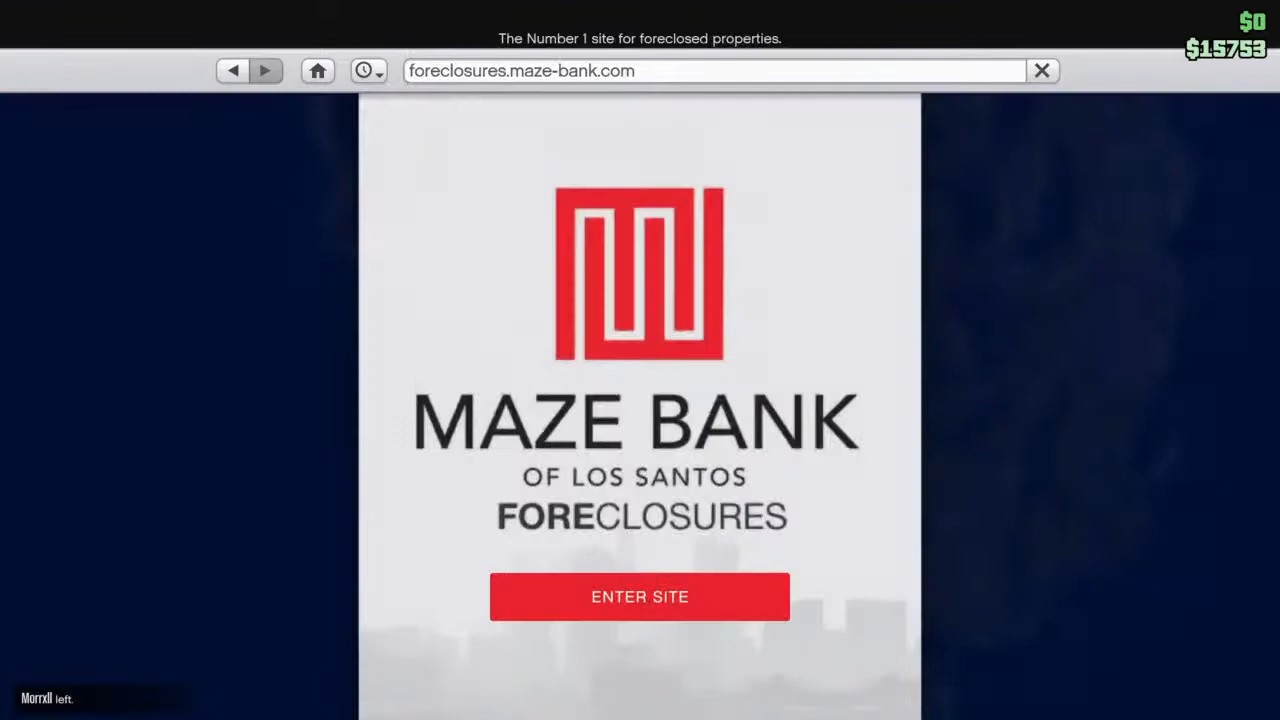 $0
The Number 1 site for foreclosed properties.
$15753
foreclosures.maze-bank.com
MAZE BANK
OF LOS SANTOS
FORECLOSURES
ENTER SITE
Morrxll left.